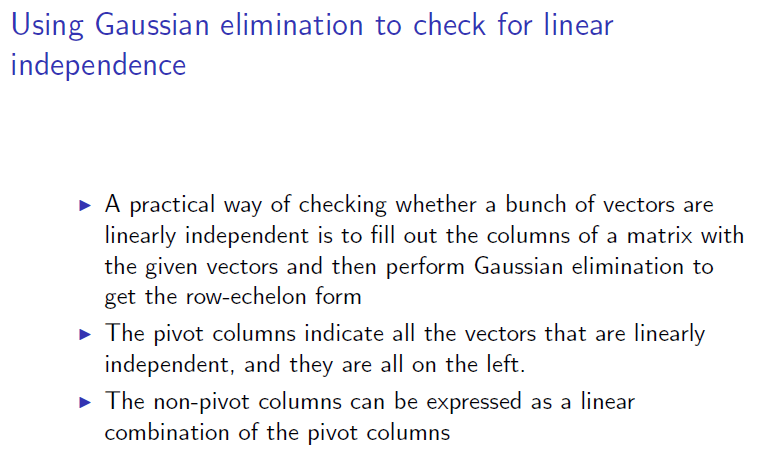 Using Gaussian elimination to check for linear
independence
▶ A practical way of checking whether a bunch of vectors are
linearly independent is to fill out the columns of a matrix with
the given vectors and then perform Gaussian elimination to
get the row-echelon form
▶ The pivot columns indicate all the vectors that are linearly
independent, and they are all on the left.
▶ The non-pivot columns can be expressed as a linear
combination of the pivot columns